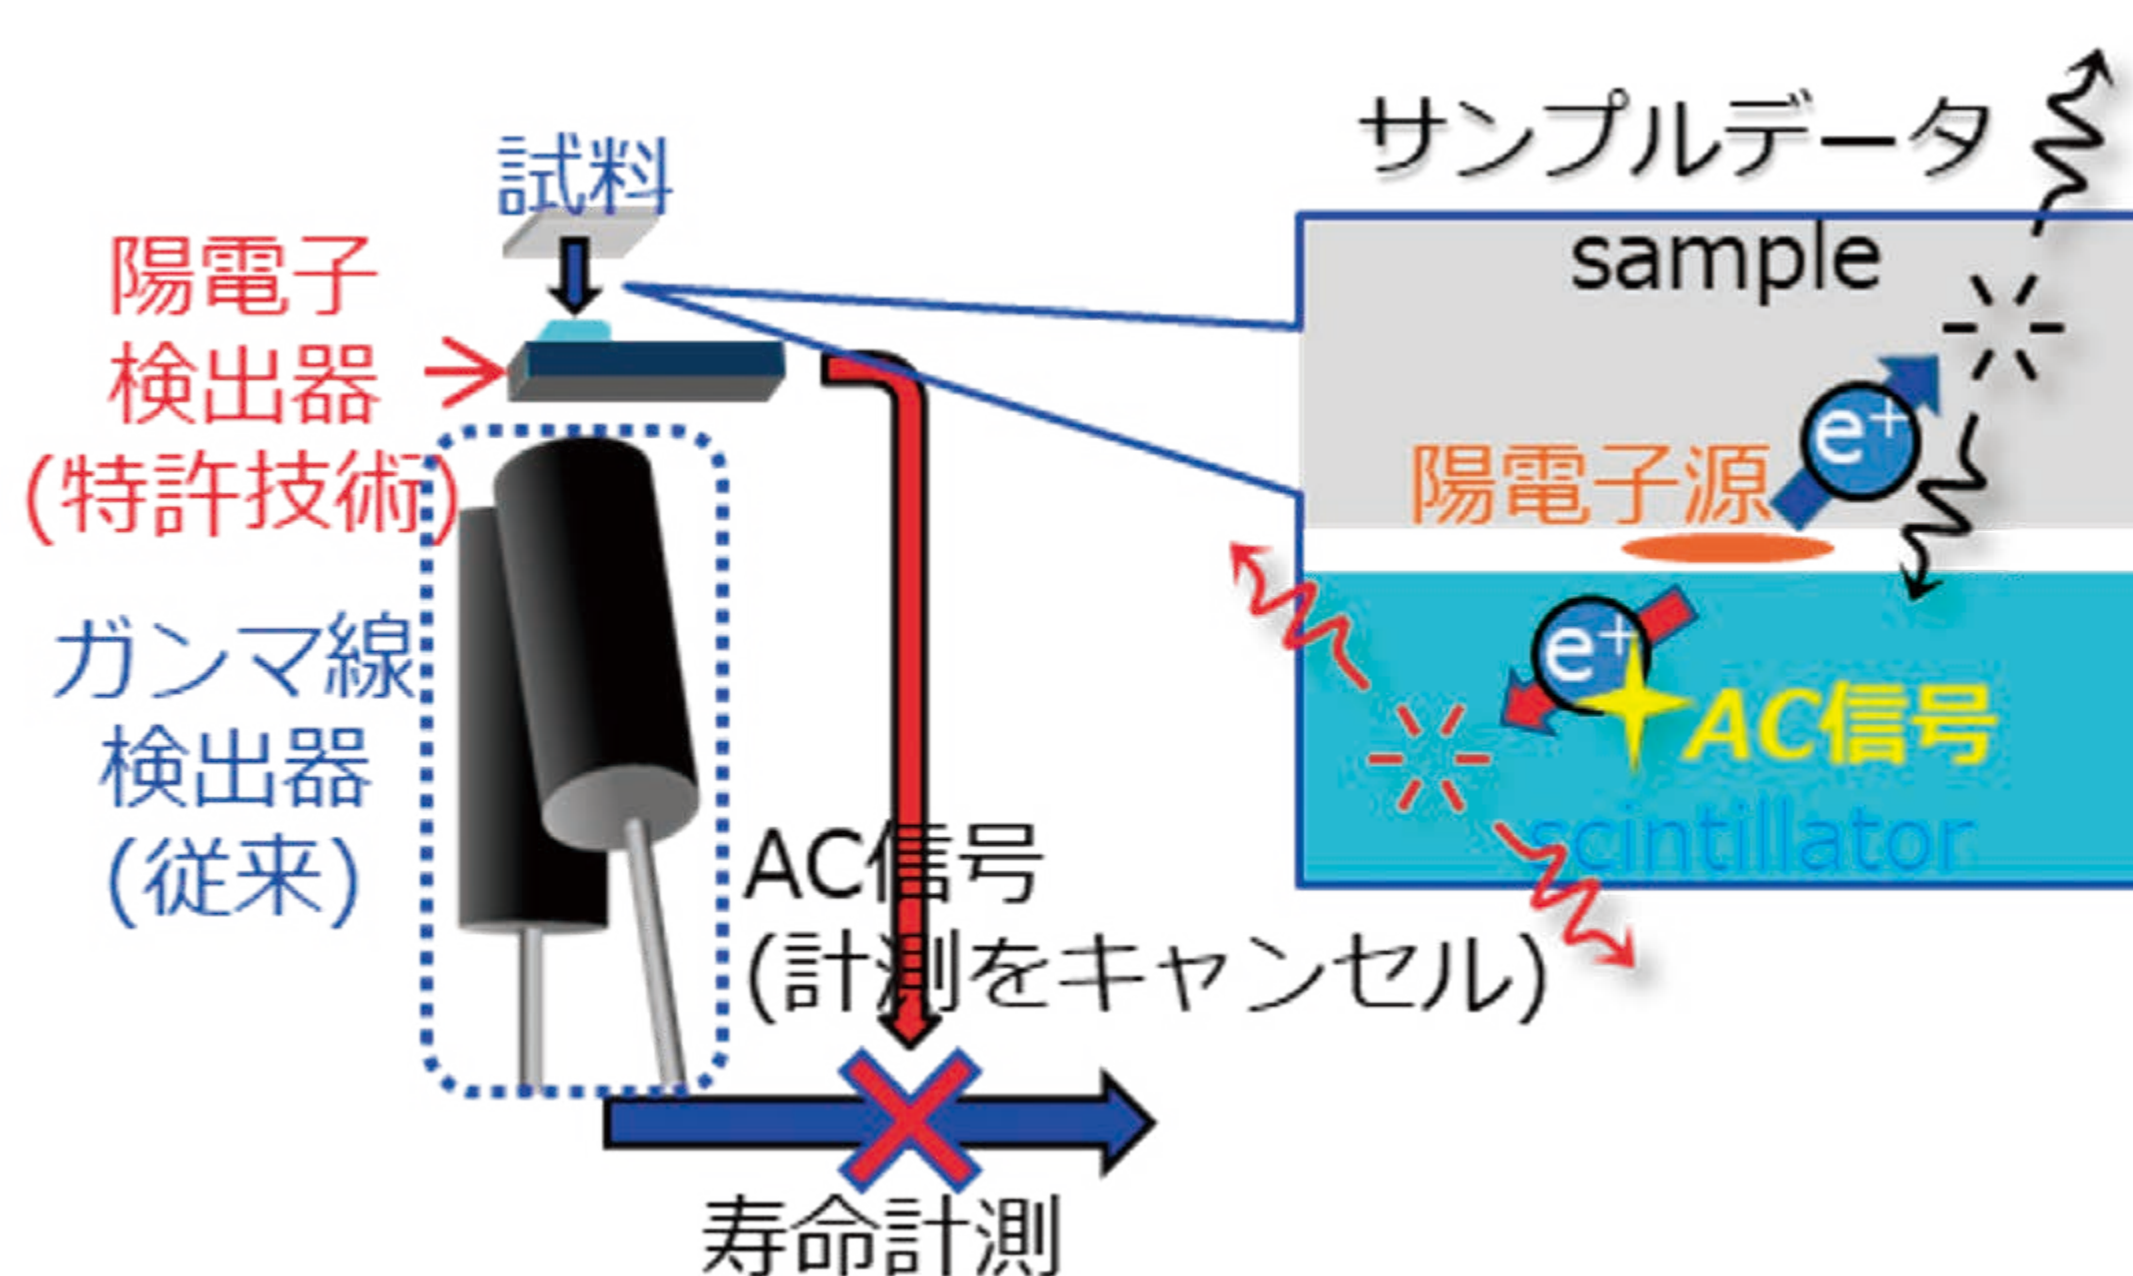 試料
陽電子
検出器
(特許技術)
ガンマ線
検出器
(従来)
AC信号
(計測をキャンセル)
寿命計測
サンプルデータ
sample
陽電子源
e+
e+
AC信号
scintillator